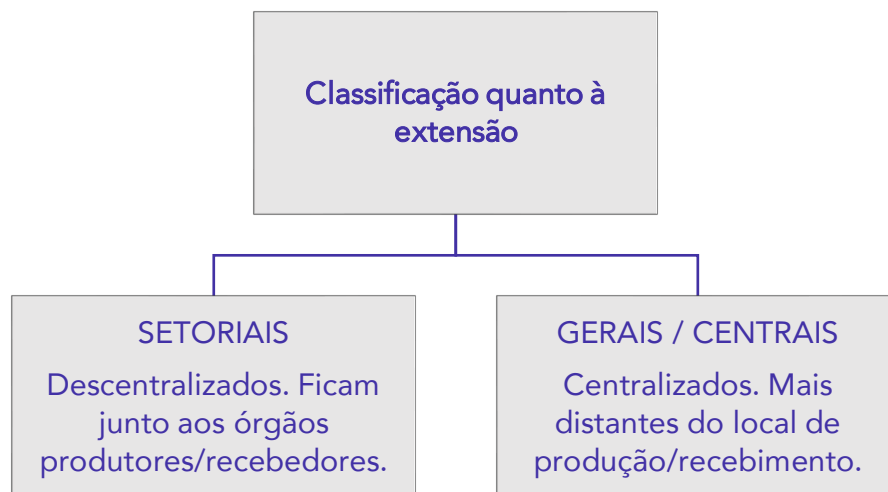 Classificação quanto à
extensão
SETORIAIS
Descentralizados. Ficam
junto aos órgãos
produtores/recebedores.
GERAIS / CENTRAIS
Centralizados. Mais
distantes do local de
produção/recebimento.